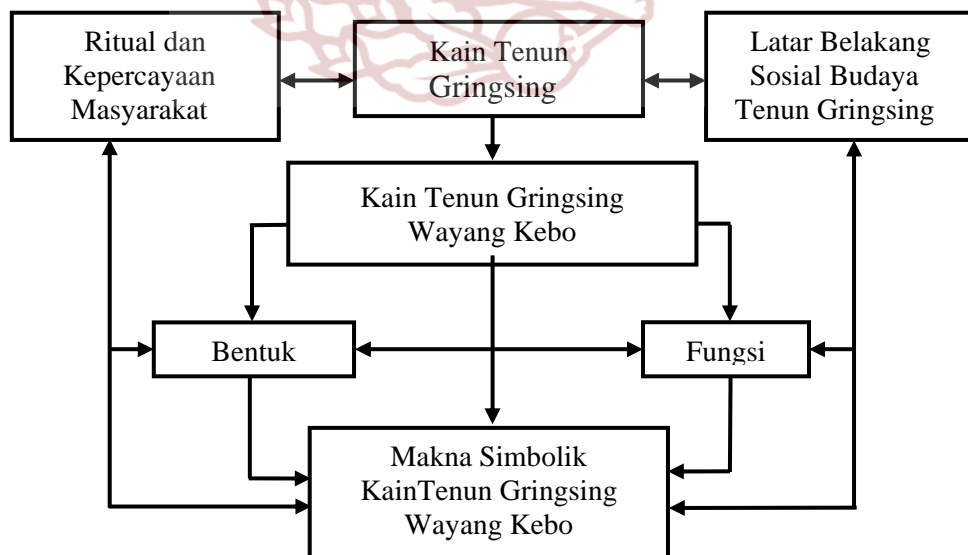 Ritual dan
Kepercayaan
Masyarakat
Kain Tenun
Gringsing
Latar Belakang
Sosial Budaya
Tenun Gringsing
Kain Tenun Gringsing
Wayang Kebo
Bentuk
Fungsi
Makna Simbolik
KainTenun Gringsing
Wayang Kebo